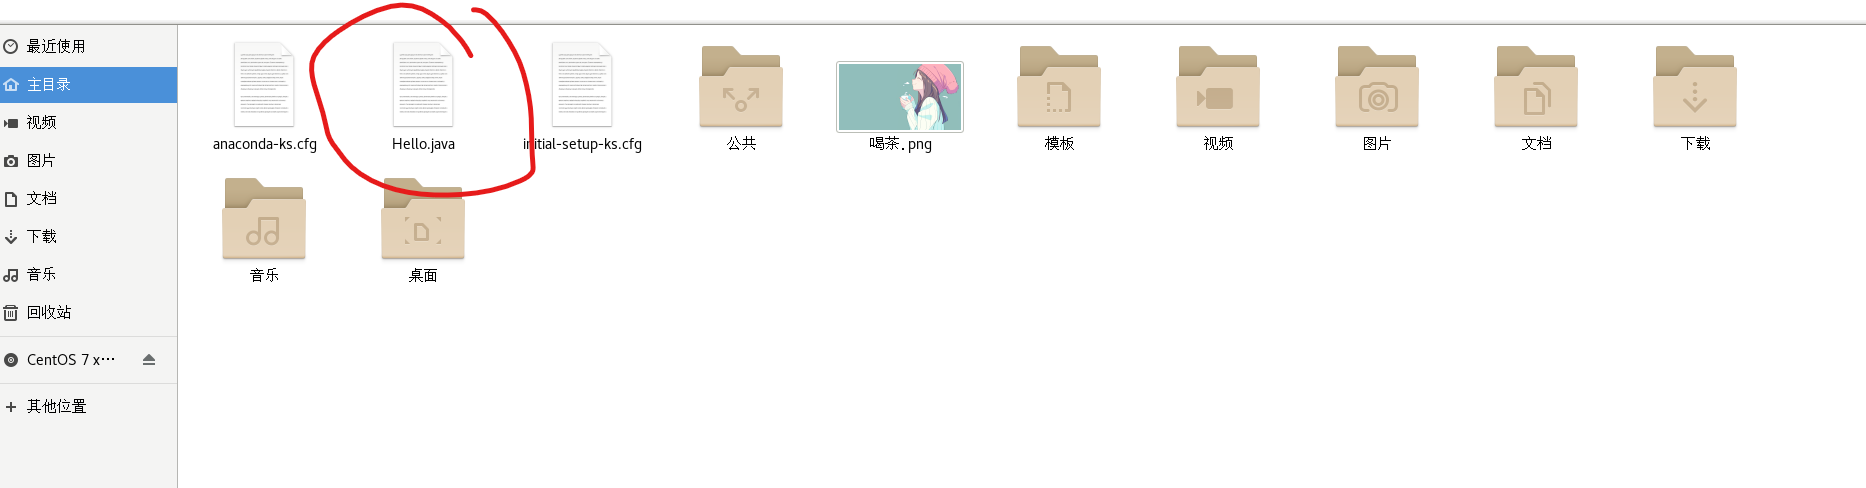 最近使用
主目录
视频
图片
文档
下载
音乐
回收站
CentOS 7 x…
其他位置
anaconda-ks.cfg
Hello.java
initial-setup-ks.cfg
公共
喝茶.png
模板
视频
图片
文档
下载
音乐
桌面